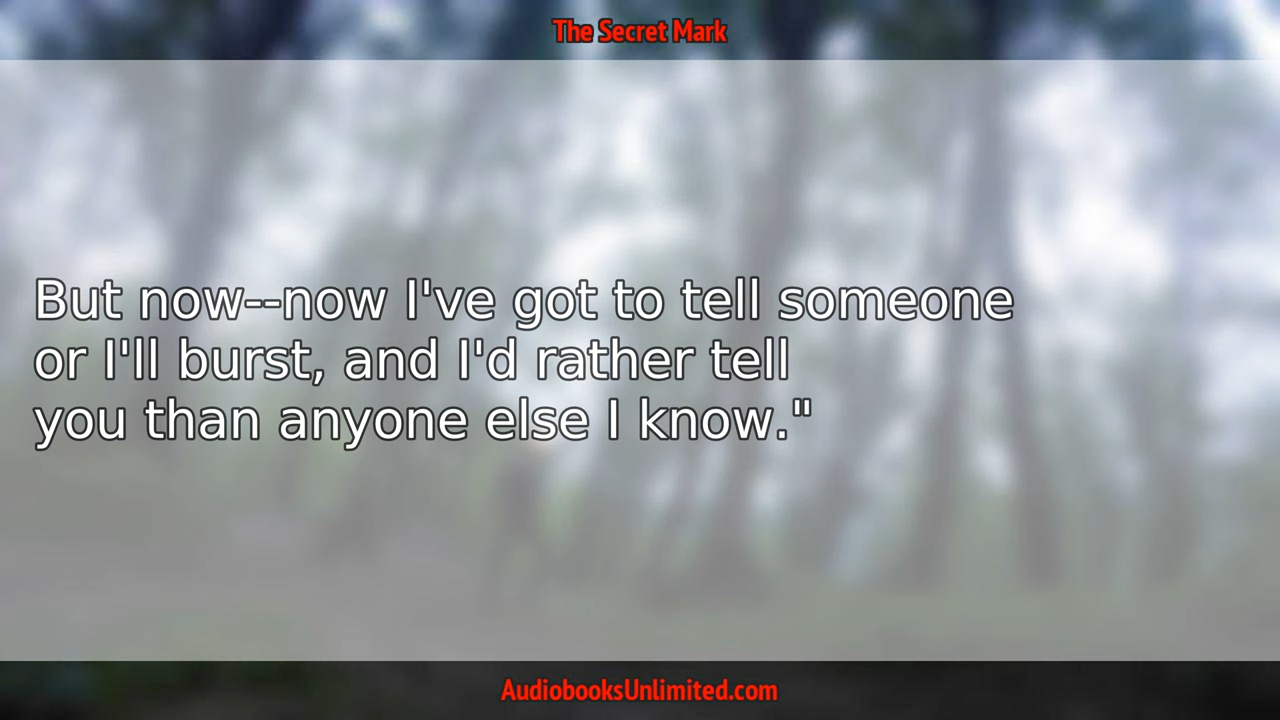 The Secret Mark
But now--now I've got to tell someone
or I'll burst, and I'd rather tell
you than anyone else I know."
AudiobooksUnlimited.com